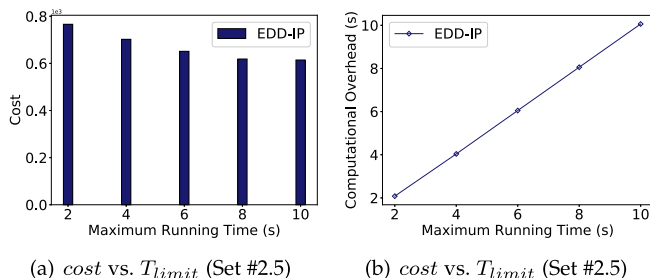 1e3
0.8
0.6
0.4
0.2
0.0
Cost
EDD-IP
2 4 6 8 10
Maximum Running Time (s)
(a) cost vs. T_limit (Set #2.5)
10
8
6
4
2
Computational Overhead (s)
EDD-IP
2 4 6 8 10
Maximum Running Time (s)
(b) cost vs. T_limit (Set #2.5)